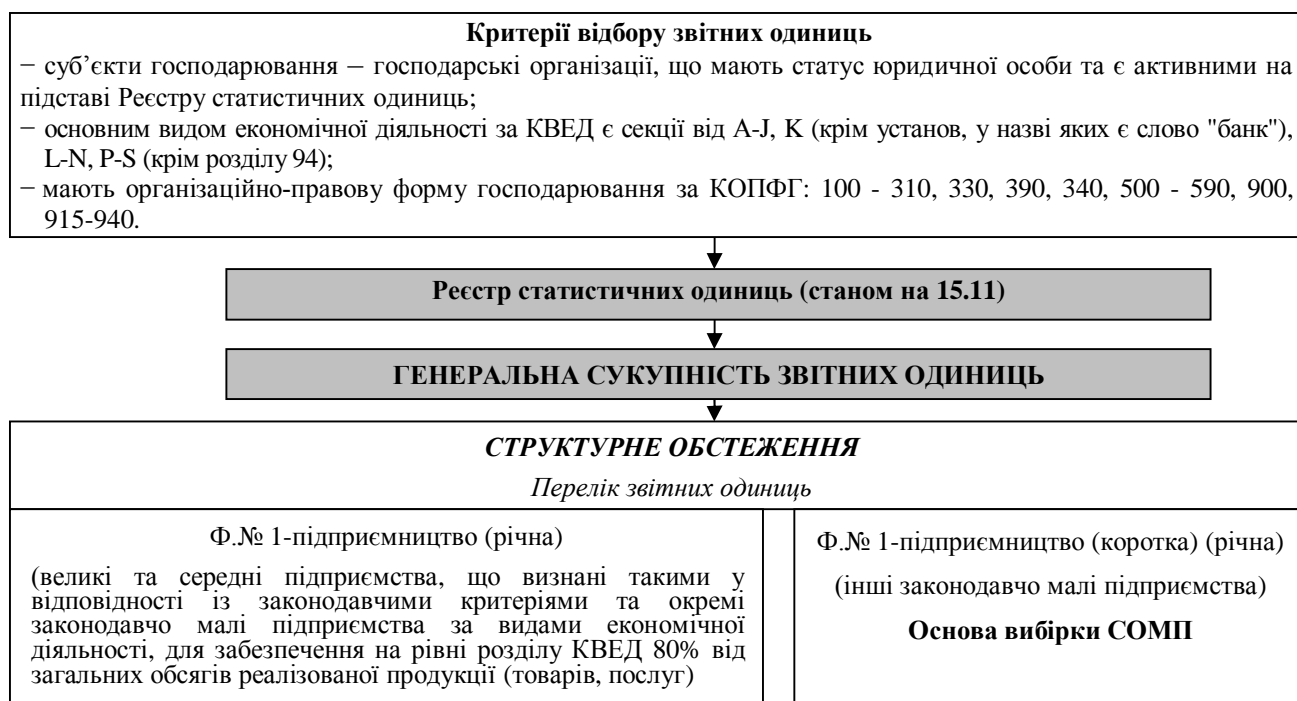 Критерії відбору звітних одиниць
− суб’єкти господарювання – господарські організації, що мають статус юридичної особи та є активними на
підставі Реєстру статистичних одиниць;
− основним видом економічної діяльності за КВЕД є секції від A-J, K (крім установ, у назві яких є слово "банк"),
L-N, P-S (крім розділу 94);
− мають організаційно-правову форму господарювання за КОПФГ: 100 - 310, 330, 390, 340, 500 - 590, 900,
915-940.
Реєстр статистичних одиниць (станом на 15.11)
ГЕНЕРАЛЬНА СУКУПНІСТЬ ЗВІТНИХ ОДИНИЦЬ
СТРУКТУРНЕ ОБСТЕЖЕННЯ
Перелік звітних одиниць
Ф.№ 1-підприємництво (річна)
(великі та середні підприємства, що визнані такими у
відповідності із законодавчими критеріями та окремі
законодавчо малі підприємства за видами економічної
діяльності, для забезпечення на рівні розділу КВЕД 80% від
загальних обсягів реалізованої продукції (товарів, послуг)
Ф.№ 1-підприємництво (коротка) (річна)
(інші законодавчо малі підприємства)
Основа вибірки СОМП